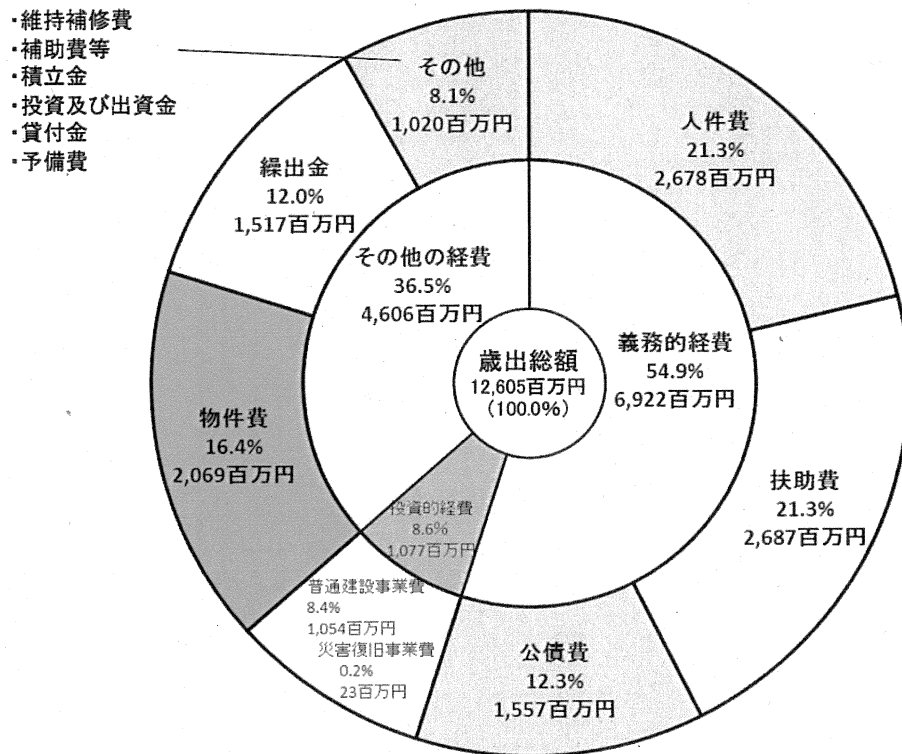 ・維持補修費
・補助費等
・積立金
・投資及び出資金
・貸付金
・予備費
その他
8.1%
1,020百万円
人件費
21.3%
2,678百万円
繰出金
12.0%
1,517百万円
その他の経費
36.5%
4,606百万円
義務的経費
54.9%
6,922百万円
歳出総額
12,605百万円
（100.0%）
物件費
16.4%
2,069百万円
扶助費
21.3%
2,687百万円
投資的経費
8.6%
1,077百万円
普通建設事業費
8.4%
1,054百万円
災害復旧事業費
0.2%
23百万円
公債費
12.3%
1,557百万円